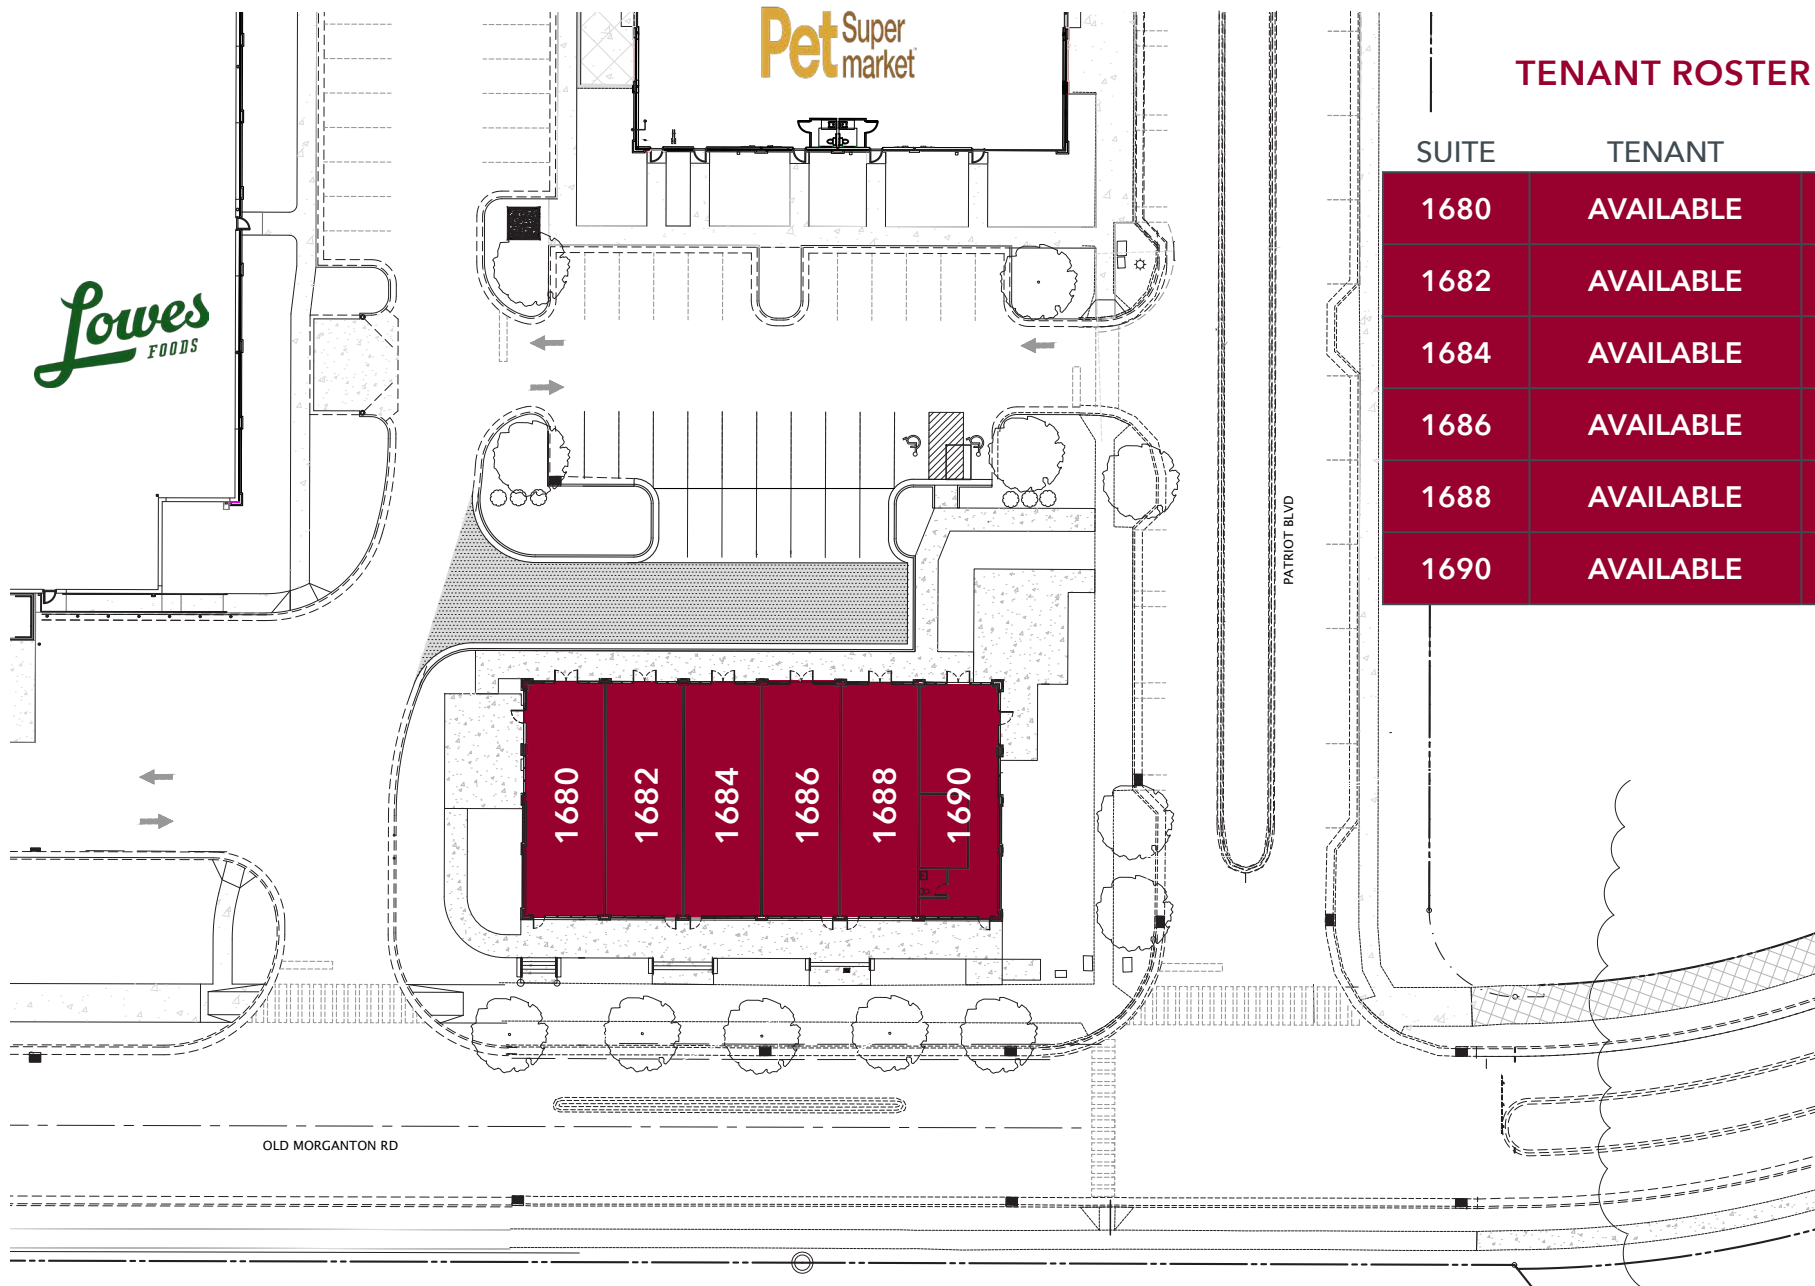 Pet Super
market
TENANT ROSTER
SUITE TENANT
1680 AVAILABLE
1682 AVAILABLE
1684 AVAILABLE
1686 AVAILABLE
1688 AVAILABLE
1690 AVAILABLE
Lowes
FOODS
PATRIOT BLVD
1680
1682
1684
1686
1688
1690
OLD MORGANTON RD